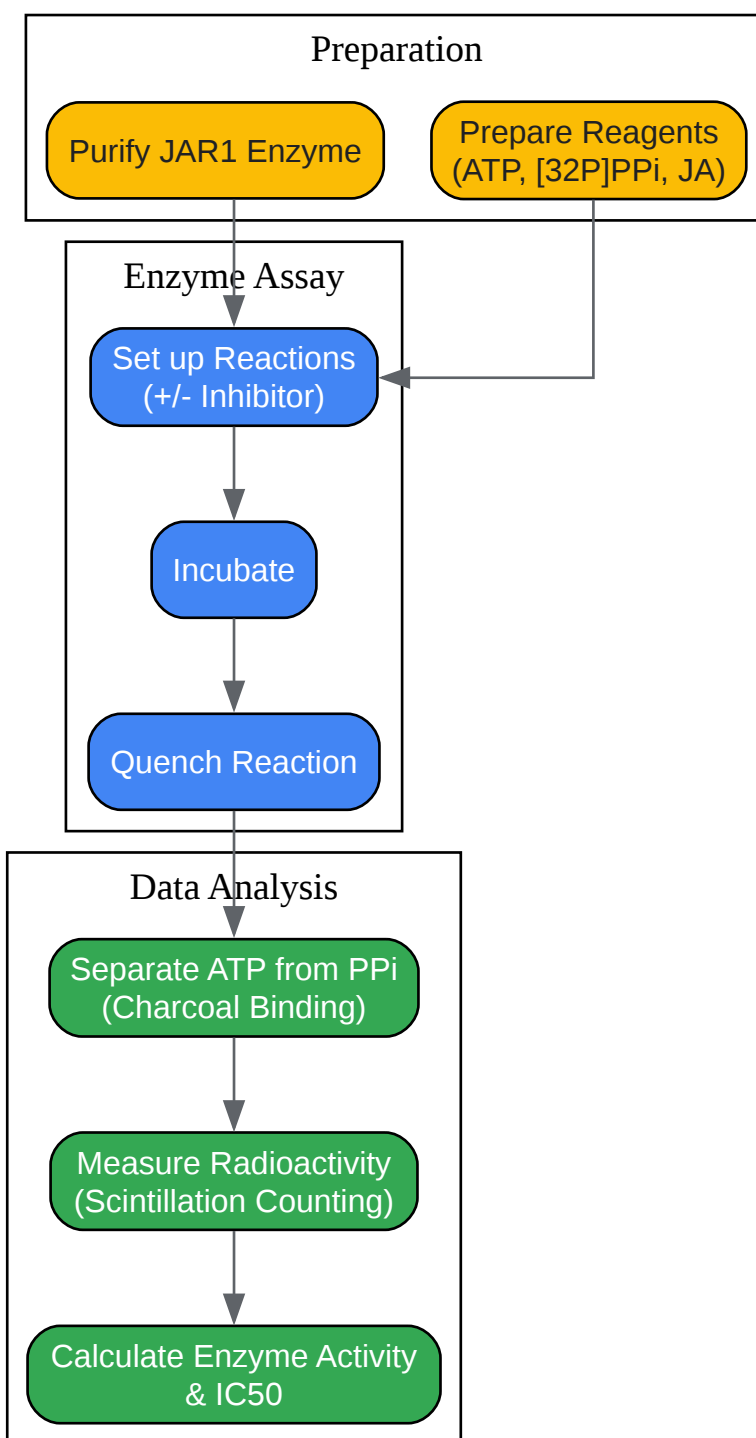 Preparation
Purify JAR1 Enzyme
Prepare Reagents
(ATP, [32P]PPi, JA)
Enzyme Assay
Set up Reactions
(+/- Inhibitor)
Incubate
Quench Reaction
Data Analysis
Separate ATP from PPi
(Charcoal Binding)
Measure Radioactivity
(Scintillation Counting)
Calculate Enzyme Activity
& IC50